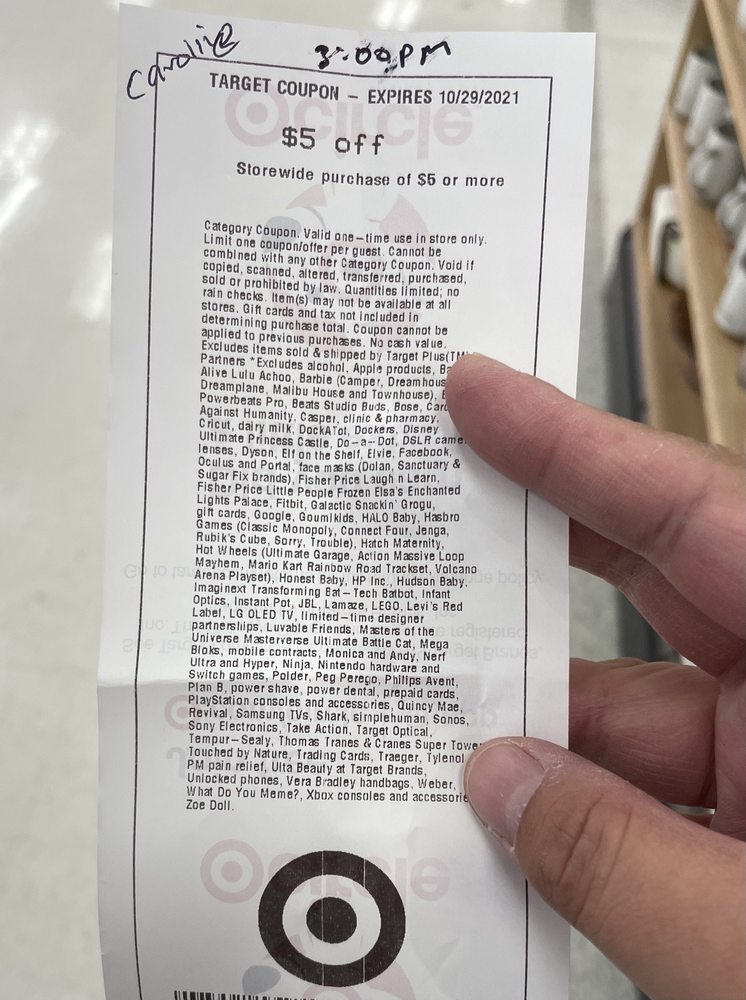 Caroline 3:00PM
TARGET COUPON – EXPIRES 10/29/2021
$5 off
Storewide purchase of $5 or more
Category Coupon. Valid one-time use in store only.
Limit one coupon/offer per guest. Cannot be
combined with any other Category Coupon. Void if
copied, scanned, altered, transferred, purchased,
sold or prohibited by law. Quantities limited; no
rain checks. Item(s) may not be available at all
stores. Gift cards and tax not included in
determining purchase total. Coupon cannot be
applied to previous purchases. No cash value.
Excludes items sold & shipped by Target Plus(TM)
Partners *Excludes alcohol, Apple products,
Alive Lulu Achoo, Barbie (Camper, Dreamhous
Dreamplane, Malibu House and Townhouse),
Powerbeats Pro, Beats Studio Buds, Bose, Card
Against Humanity, Casper, clinic & pharmacy,
Cricut, dairy milk, DockATot, Dockers, Disney
Ultimate Princess Castle, Do-a-Dot, DSLR came
lenses, Dyson, Elf on the Shelf, Elvie, Facebook,
Oculus and Portal, face masks (Dolan, Sanctuary &
Sugar Fix brands), Fisher Price Laugh n Learn,
Fisher Price Little People Frozen Elsa's Enchanted
Lights Palace, Fitbit, Galactic Snackin' Grogu,
gift cards, Google, Goumikids, HALO Baby, Hasbro
Games (Classic Monopoly, Connect Four, Jenga,
Rubik's Cube, Sorry, Trouble), Hatch Maternity,
Hot Wheels (Ultimate Garage, Action Massive Loop
Mayhem, Mario Kart Rainbow Road Trackset, Volcano
Arena Playset), Honest Baby, HP Inc., Hudson Baby,
Imaginext Transforming Bat-Tech Batbot, Infant
Optics, Instant Pot, JBL, Lamaze, LEGO, Levi's Red
Label, LG OLED TV, limited-time designer
partnerships, Luvable Friends, Masters of the
Universe Masterverse Ultimate Battle Cat, Mega
Bloks, mobile contracts, Monica and Andy, Nerf
Ultra and Hyper, Ninja, Nintendo hardware and
Switch games, Polder, Peg Perego, Philips Avent,
Plan B, power shave, power dental, prepaid cards,
PlayStation consoles and accessories, Quincy Mae,
Revival, Samsung TVs, Shark, simplehuman, Sonos,
Sony Electronics, Take Action, Target Optical,
Tempur-Sealy, Thomas Tranes & Cranes Super Tower
Touched by Nature, Trading Cards, Traeger, Tylenol
PM pain relief, Ulta Beauty at Target Brands,
Unlocked phones, Vera Bradley handbags, Weber,
What Do You Meme?, Xbox consoles and accessorie
Zoe Doll.